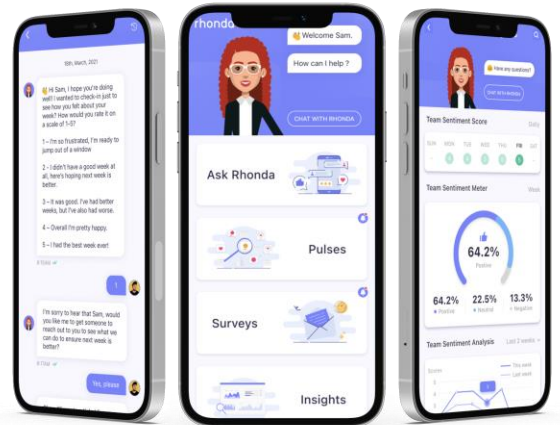 15th, March, 2021
👋 Hi Sam, I hope you're doing
well! I wanted to check-in just to
see how you felt about your
week? How would you rate it on
a scale of 1-5?
1 – I'm so frustrated, I'm ready to
jump out of a window
2 – I didn't have a good week at
all, here's hoping next week is
better.
3 – It was good. I've had better
weeks, but I've also had worse.
4 – Overall I'm pretty happy.
5 – I had the best week ever!
1
I'm so sorry to hear that Sam, would
you like me to get someone to
reach out to you to see what we
can do to ensure next week is
better?
Yes, please
rhonda
👋 Welcome Sam.
How can I help ?
CHAT WITH RHONDA
Ask Rhonda
Pulses
Surveys
Insights
Have any questions?
CHAT WITH RHONDA
Team Sentiment Score
Daily
SUN MON TUE WED THU FRI SAT
Team Sentiment Meter
Week
64.2%
Positive
64.2% 22.5% 13.3%
Positive Neutral Negative
Team Sentiment Analysis
Last 2 weeks
Scores
This week
Last week